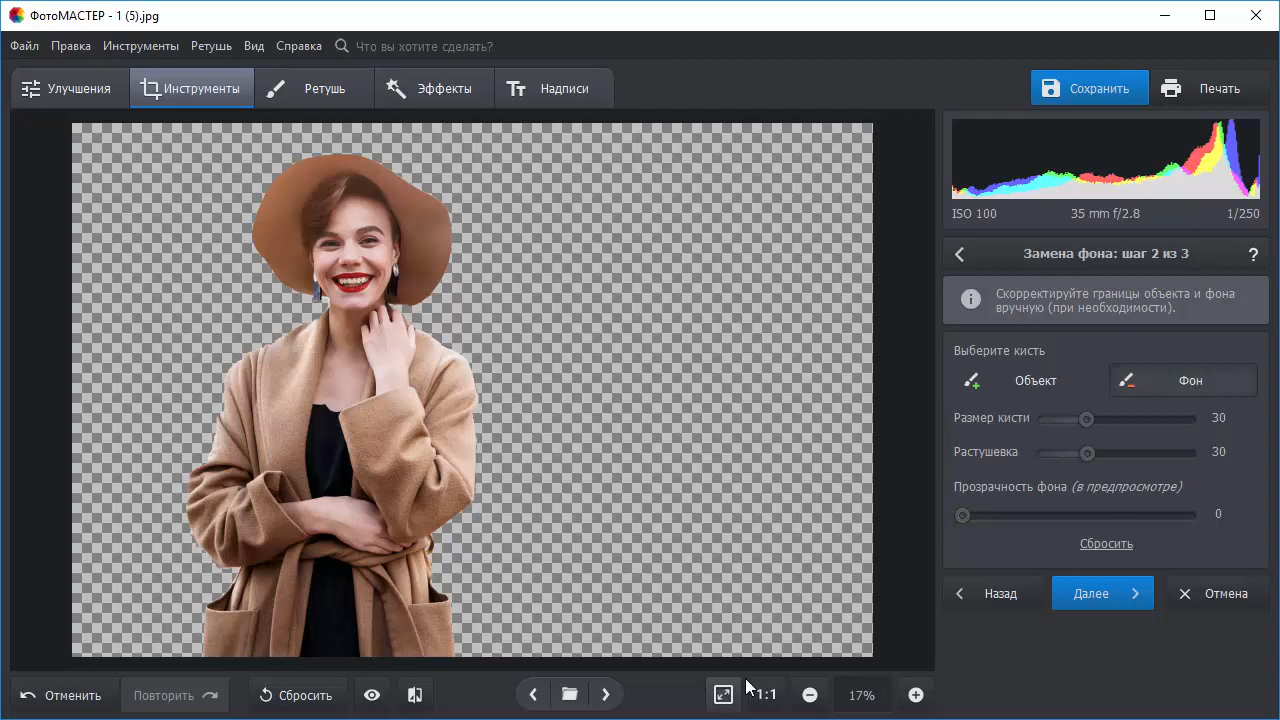 ФотоМАСТЕР - 1 (5).jpg
Файл Правка Инструменты Ретушь Вид Справка Что вы хотите сделать?
Улучшения Инструменты Ретушь Эффекты Надписи Сохранить Печать
ISO 100 35 mm f/2.8 1/250
Замена фона: шаг 2 из 3 ?
Скорректируйте границы объекта и фона
вручную (при необходимости).
Выберите кисть
Объект Фон
Размер кисти 30
Растушевка 30
Прозрачность фона (в предпросмотре)
0
Сбросить
Назад Далее Отмена
Отменить Повторить Сбросить 1:1 17%